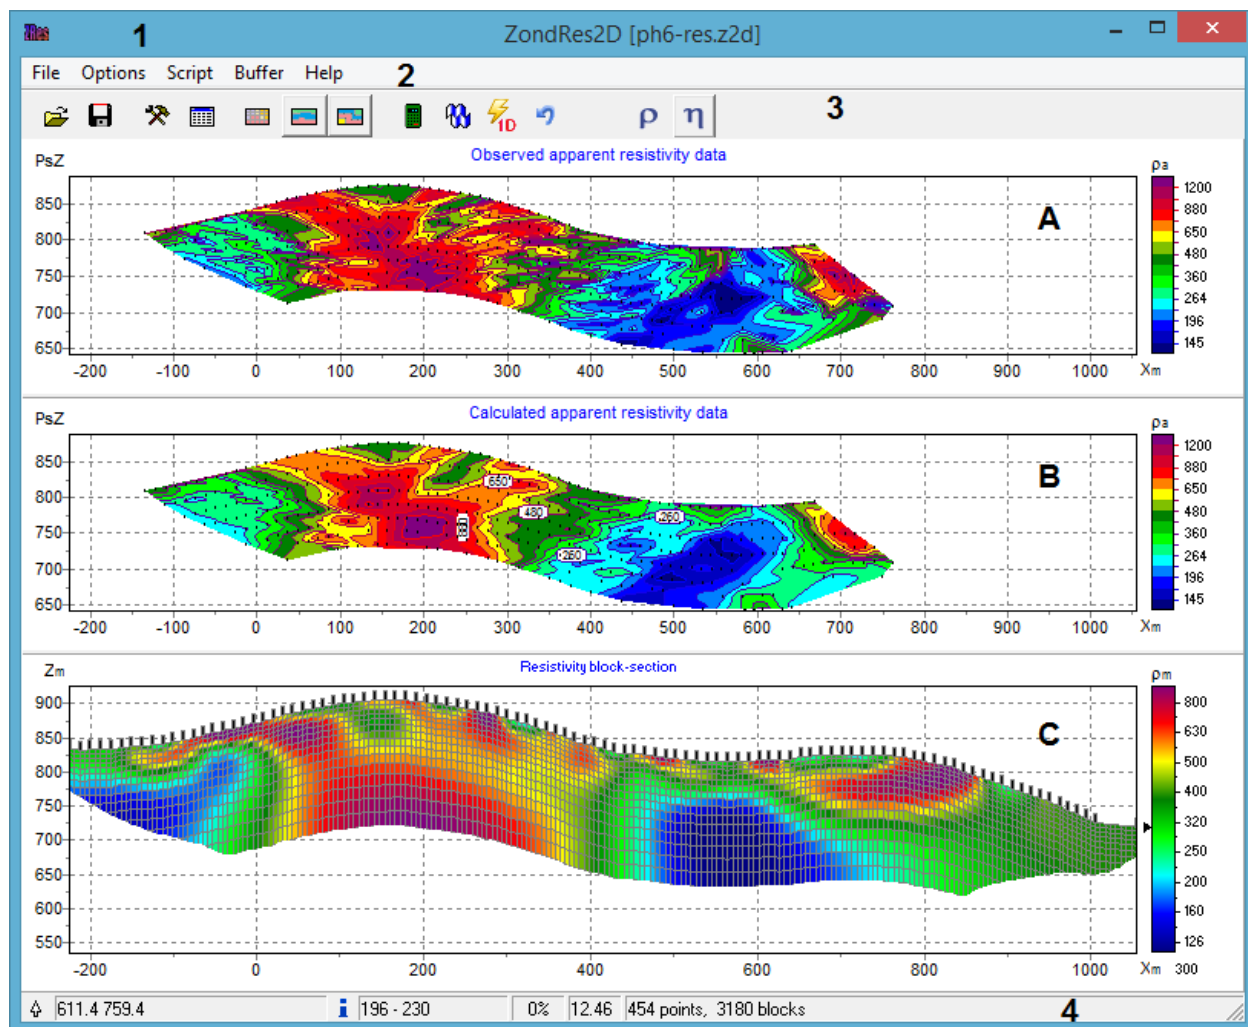 ZRes 1 ZondRes2D [ph6-res.z2d]
File Options Script Buffer Help 2
1D ρ η 3
Observed apparent resistivity data
PsZ ρa
850 800 750 700 650
A
1200 880 650 480 360 264 196 145
-200 -100 0 100 200 300 400 500 600 700 800 900 1000 Xm
Calculated apparent resistivity data
PsZ ρa
850 800 750 700 650
650 480 260 260
B
1200 880 650 480 360 264 196 145
-200 -100 0 100 200 300 400 500 600 700 800 900 1000 Xm
Resistivity block-section
Zm ρm
900 850 800 750 700 650 600 550
C
800 630 500 400 320 250 200 160 126
-200 0 200 400 600 800 1000 Xm 300
611.4 759.4 i 196 - 230 0% 12.46 454 points, 3180 blocks 4